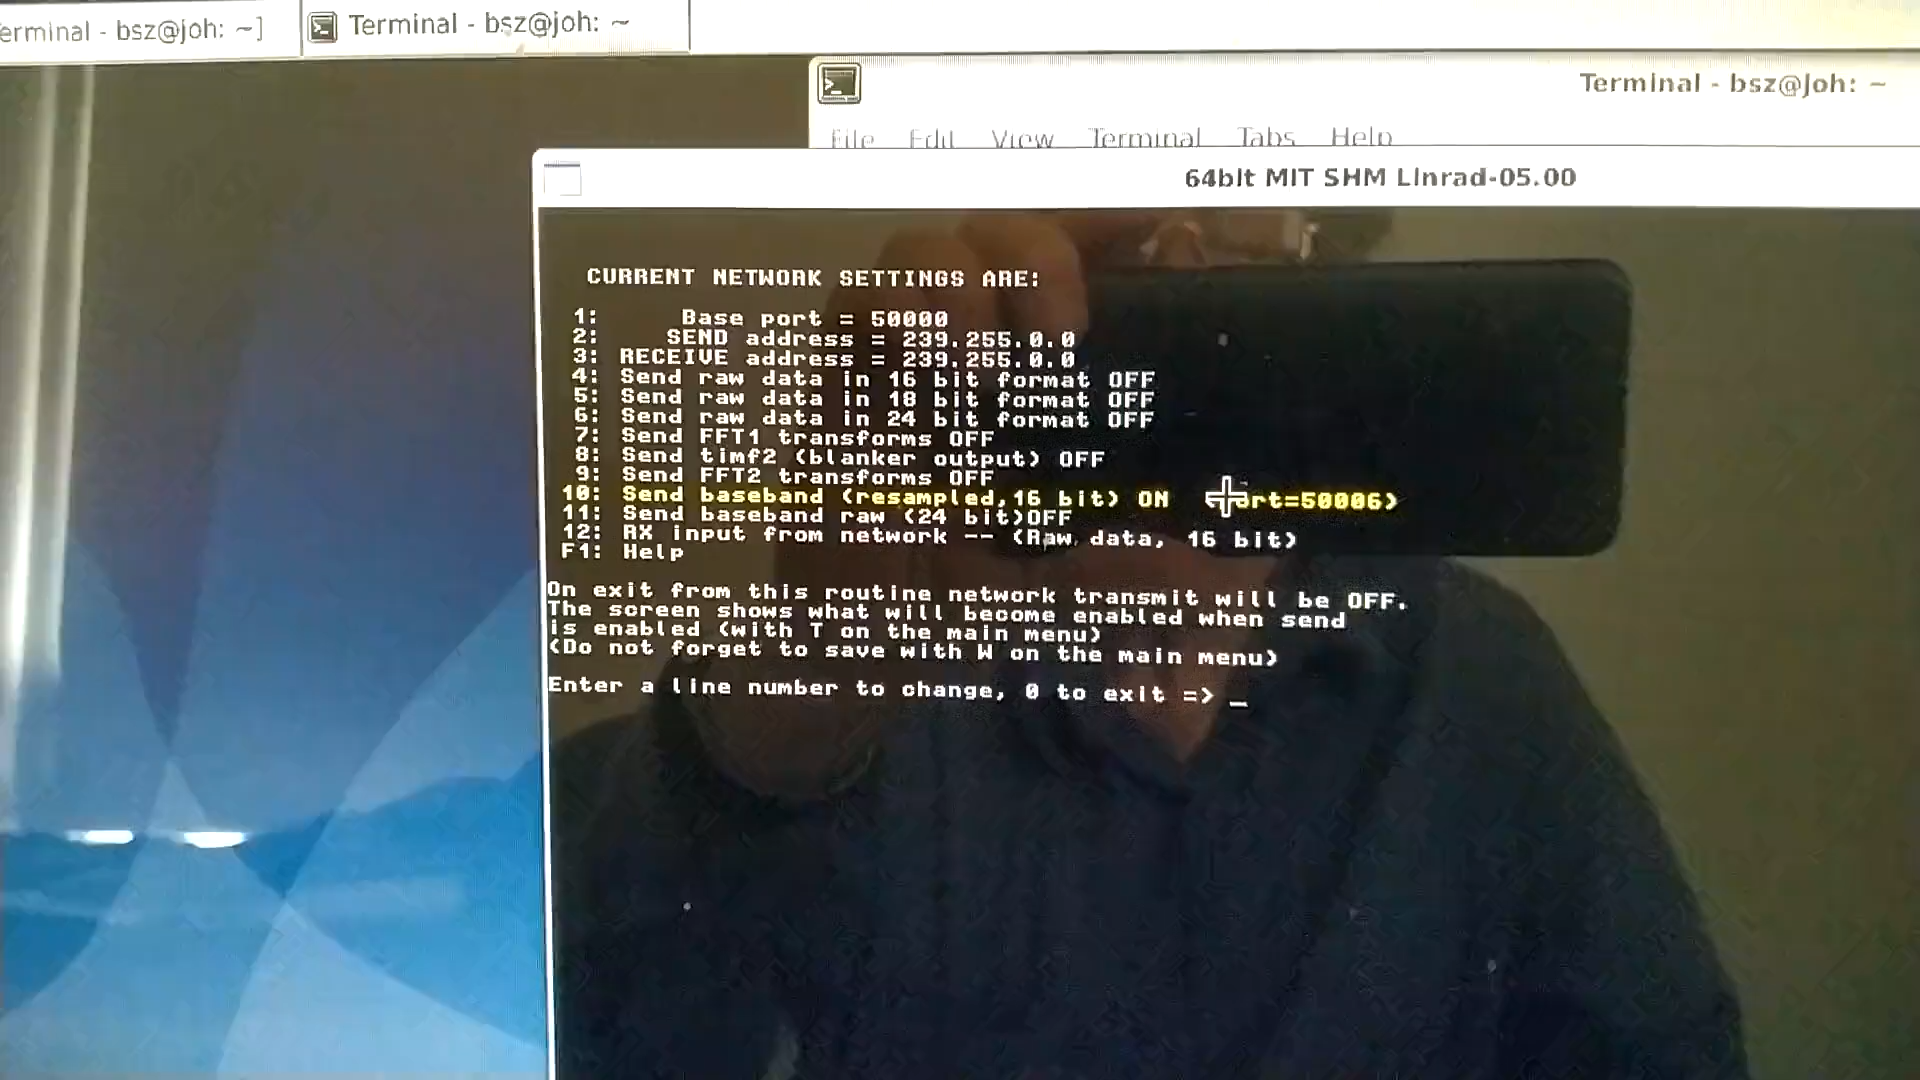 Terminal - bsz@joh: ~]
Terminal - bsz@joh: ~
Terminal - bsz@joh: ~
File Edit View Terminal Tabs Help
64bit MIT SHM Linrad-05.00
CURRENT NETWORK SETTINGS ARE:
1: Base port = 50000
2: SEND address = 239.255.0.0
3: RECEIVE address = 239.255.0.0
4: Send raw data in 16 bit format OFF
5: Send raw data in 18 bit format OFF
6: Send raw data in 24 bit format OFF
7: Send FFT1 transforms OFF
8: Send timf2 (blanker output) OFF
9: Send FFT2 transforms OFF
10: Send baseband (resampled,16 bit) ON (port=50006)
11: Send baseband raw (24 bit)OFF
12: RX input from network -- (Raw data, 16 bit)
F1: Help
On exit from this routine network transmit will be OFF.
The screen shows what will become enabled when send
is enabled (with T on the main menu)
(Do not forget to save with W on the main menu)
Enter a line number to change, 0 to exit => _